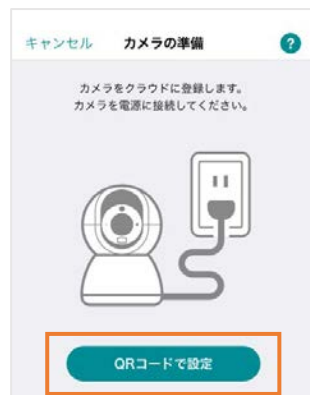 キャンセル カメラの準備 ?
カメラをクラウドに登録します。
カメラを電源に接続してください。
QRコードで設定